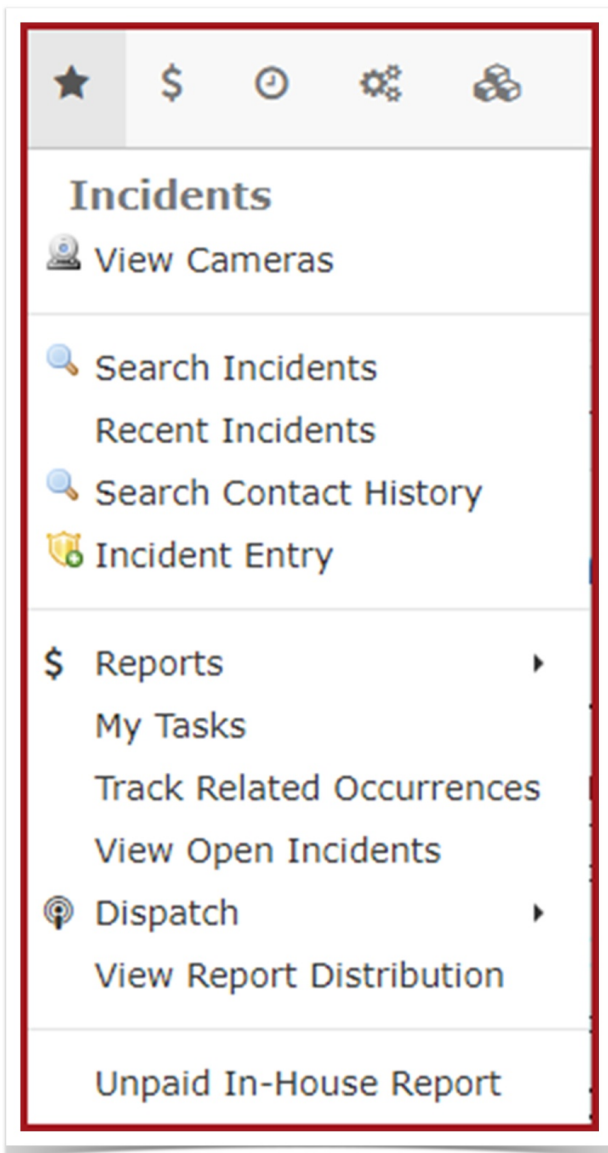 Incidents
View Cameras
Search Incidents
Recent Incidents
Search Contact History
Incident Entry
$ Reports
My Tasks
Track Related Occurrences
View Open Incidents
Dispatch
View Report Distribution
Unpaid In-House Report